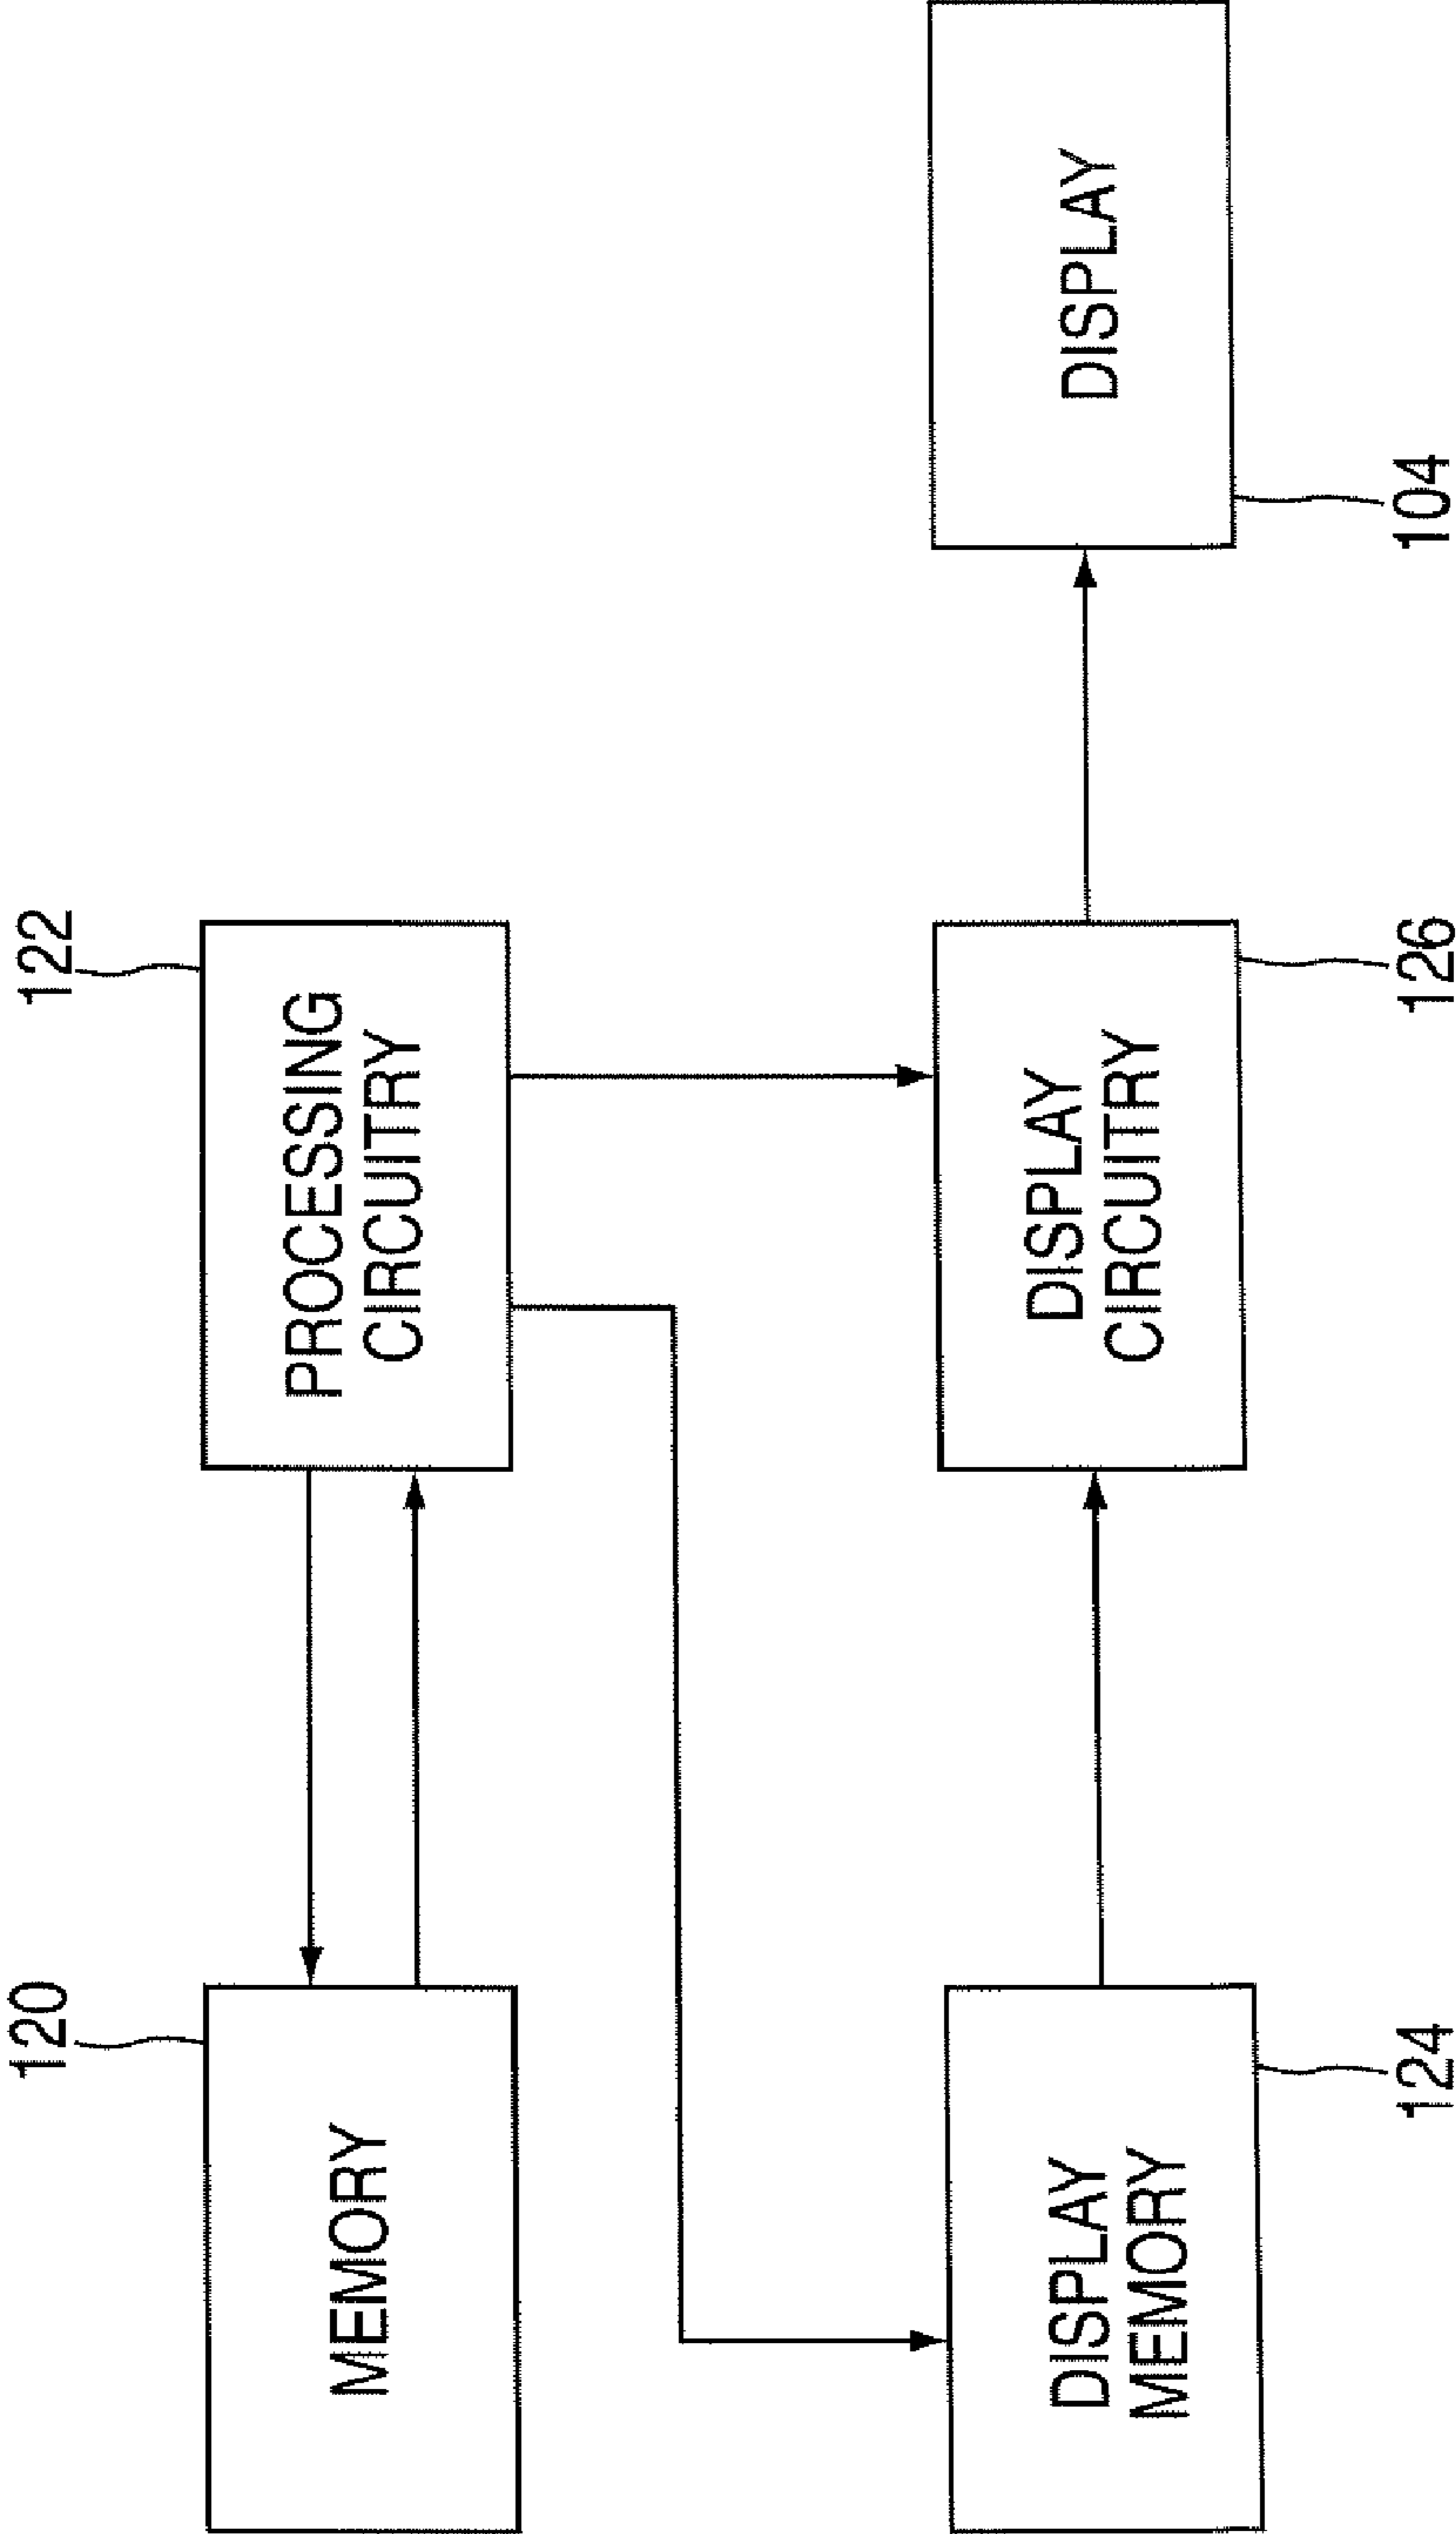 120
122
MEMORY
PROCESSING
CIRCUITRY
DISPLAY
MEMORY
DISPLAY
CIRCUITRY
DISPLAY
124
126
104